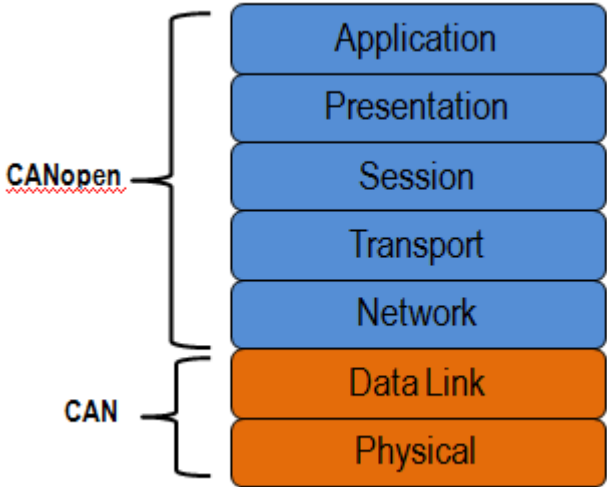 Application
Presentation
CANopen
Session
Transport
Network
Data Link
CAN
Physical